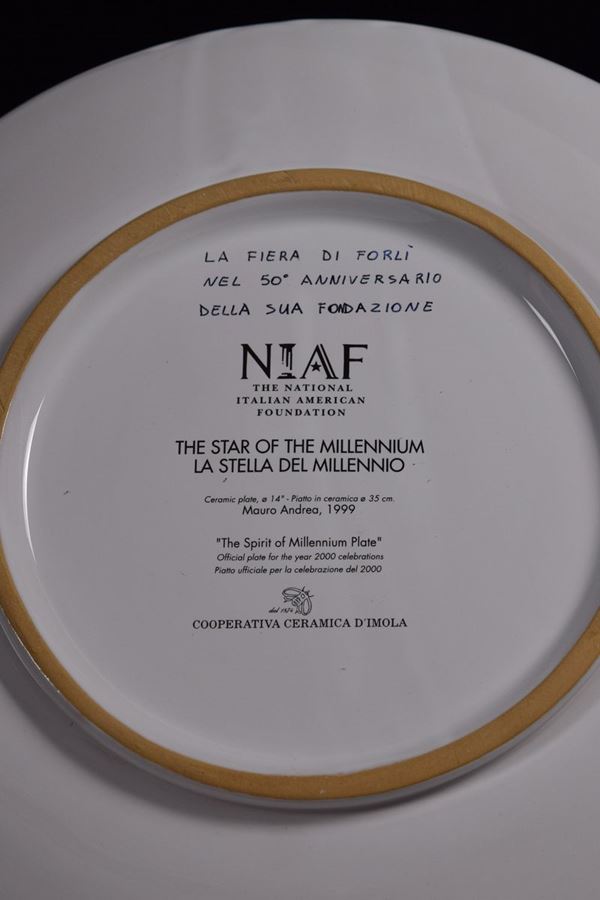 LA FIERA DI FORLÌ
NEL 50° ANNIVERSARIO
DELLA SUA FONDAZIONE
NIAF
THE NATIONAL
ITALIAN AMERICAN
FOUNDATION
THE STAR OF THE MILLENNIUM
LA STELLA DEL MILLENNIO
Ceramic plate, ø 14" - Piatto in ceramica ø 35 cm.
Mauro Andrea, 1999
"The Spirit of Millennium Plate"
Official plate for the year 2000 celebrations
Piatto ufficiale per la celebrazione del 2000
dal 1874
COOPERATIVA CERAMICA D'IMOLA